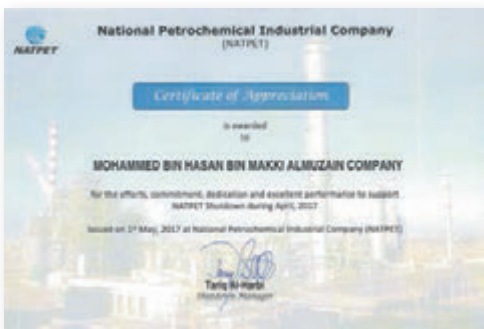 National Petrochemical Industrial Company
(NATPET)
NATPET
Certificate of Appreciation
is awarded
to
MOHAMMED BIN HASAN BIN MAKKI ALMUZAIN COMPANY
for the efforts, commitment, dedication and excellent performance to support
NATPET Shutdown during April, 2017
Issued on 1st May, 2017 at National Petrochemical Industrial Company (NATPET)
Tariq Al-Harbi
Manager